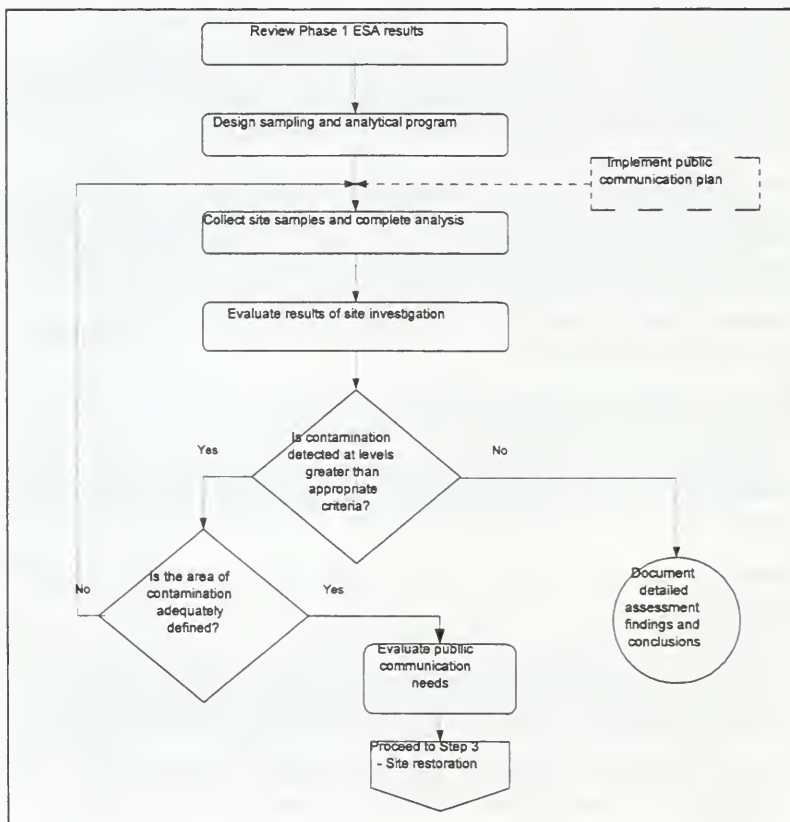 Review Phase 1 ESA results
Design sampling and analytical program
Implement public
communication plan
Collect site samples and complete analysis
Evaluate results of site investigation
Is contamination
detected at levels
greater than
appropriate
criteria?
Yes
No
Is the area of
contamination
adequately
defined?
No
Yes
Document
detailed
assessment
findings and
conclusions
Evaluate publlic
communication
needs
Proceed to Step 3
- Site restoration